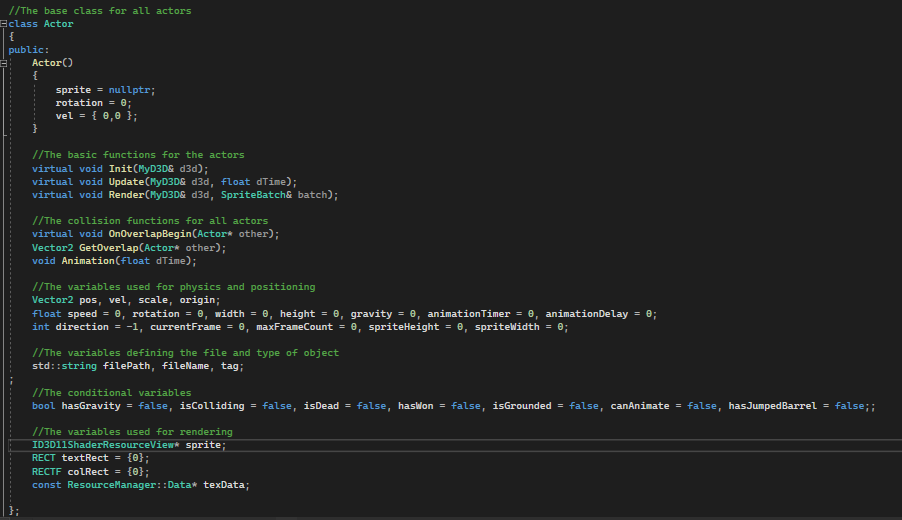 //The base class for all actors
class Actor
{
public:
    Actor()
    {
        sprite = nullptr;
        rotation = 0;
        vel = { 0,0 };
    }

    //The basic functions for the actors
    virtual void Init(MyD3D& d3d);
    virtual void Update(MyD3D& d3d, float dTime);
    virtual void Render(MyD3D& d3d, SpriteBatch& batch);

    //The collision functions for all actors
    virtual void OnOverlapBegin(Actor* other);
    Vector2 GetOverlap(Actor* other);
    void Animation(float dTime);

    //The variables used for physics and positioning
    Vector2 pos, vel, scale, origin;
    float speed = 0, rotation = 0, width = 0, height = 0, gravity = 0, animationTimer = 0, animationDelay = 0;
    int direction = -1, currentFrame = 0, maxFrameCount = 0, spriteHeight = 0, spriteWidth = 0;

    //The variables defining the file and type of object
    std::string filePath, fileName, tag;
;
    //The conditional variables
    bool hasGravity = false, isColliding = false, isDead = false, hasWon = false, isGrounded = false, canAnimate = false, hasJumpedBarrel = false;;

    //The variables used for rendering
    ID3D11ShaderResourceView* sprite;
    RECT textRect = {0};
    RECTF colRect = {0};
    const ResourceManager::Data* texData;

};